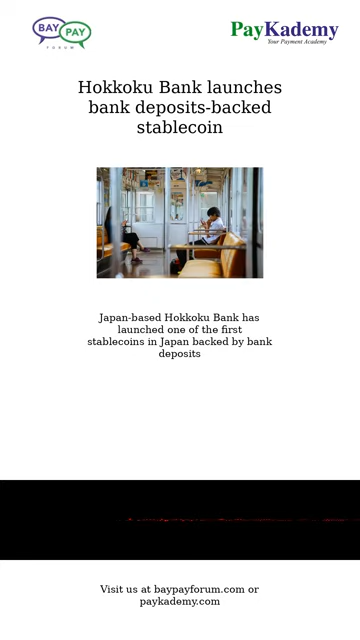 BAY
PAY
FORUM
PayKademy
Your Payment Academy
Hokkoku Bank launches
bank deposits-backed
stablecoin
Japan-based Hokkoku Bank has
launched one of the first
stablecoins in Japan backed by bank
deposits
Visit us at baypayforum.com or
paykademy.com